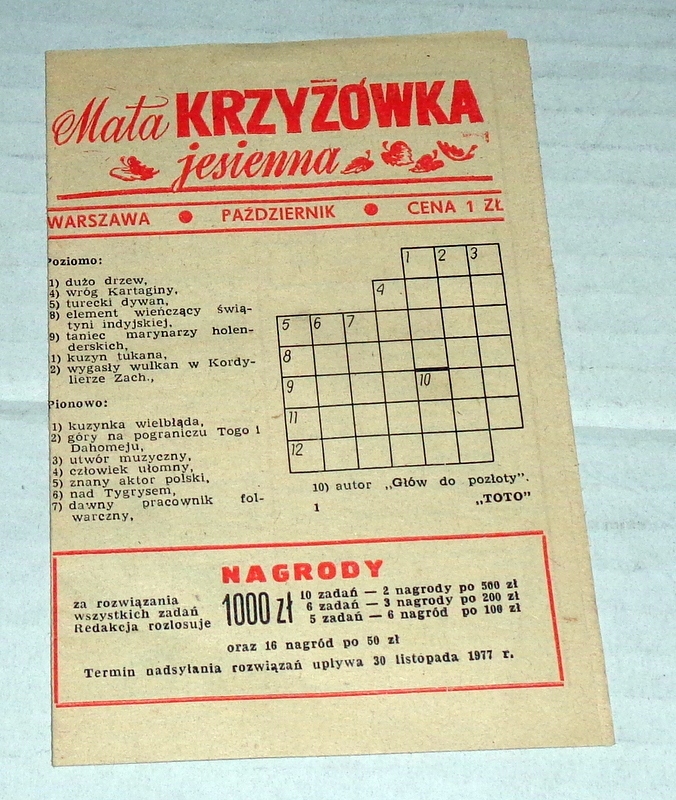 Mała KRZYŻÓWKA
jesienna
WARSZAWA ● PAŹDZIERNIK ● CENA 1 ZŁ
Poziomo:
1) dużo drzew,
4) wróg Kartaginy,
5) turecki dywan,
8) element wieńczący świą-
tyni indyjskiej,
9) taniec marynarzy holen-
derskich,
1) kuzyn tukana,
2) wygasły wulkan w Kordy-
lierze Zach.,
Pionowo:
1) kuzynka wielbłąda,
2) góry na pograniczu Togo i
Dahomeju,
3) utwór muzyczny,
4) człowiek ułomny,
5) znany aktor polski,
6) nad Tygrysem,
7) dawny pracownik fol-
warczny,
1 2 3
4
5 6 7
8
9 10
11
12
10) autor „Głów do pozłoty”.
1 „TOTO”
NAGRODY
za rozwiązania
wszystkich zadań
Redakcja rozlosuje
1000 zł
10 zadań — 2 nagrody po 500 zł
6 zadań — 3 nagrody po 200 zł
5 zadań — 6 nagród po 100 zł
oraz 16 nagród po 50 zł
Termin nadsyłania rozwiązań upływa 30 listopada 1977 r.